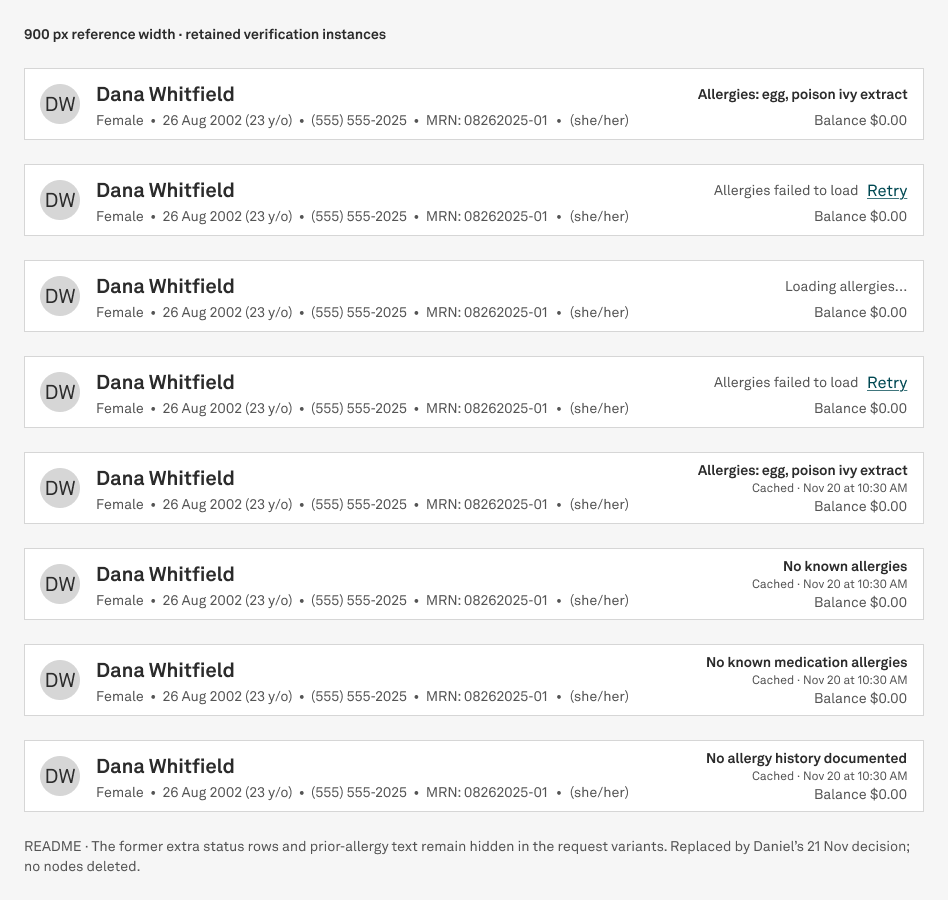 900 px reference width · retained verification instances
DW
Dana Whitfield
Allergies: egg, poison ivy extract
Female • 26 Aug 2002 (23 y/o) • (555) 555-2025 • MRN: 08262025-01 • (she/her)
Balance $0.00
DW
Dana Whitfield
Allergies failed to load Retry
Female • 26 Aug 2002 (23 y/o) • (555) 555-2025 • MRN: 08262025-01 • (she/her)
Balance $0.00
DW
Dana Whitfield
Loading allergies...
Female • 26 Aug 2002 (23 y/o) • (555) 555-2025 • MRN: 08262025-01 • (she/her)
Balance $0.00
DW
Dana Whitfield
Allergies failed to load Retry
Female • 26 Aug 2002 (23 y/o) • (555) 555-2025 • MRN: 08262025-01 • (she/her)
Balance $0.00
DW
Dana Whitfield
Allergies: egg, poison ivy extract
Cached · Nov 20 at 10:30 AM
Female • 26 Aug 2002 (23 y/o) • (555) 555-2025 • MRN: 08262025-01 • (she/her)
Balance $0.00
DW
Dana Whitfield
No known allergies
Cached · Nov 20 at 10:30 AM
Female • 26 Aug 2002 (23 y/o) • (555) 555-2025 • MRN: 08262025-01 • (she/her)
Balance $0.00
DW
Dana Whitfield
No known medication allergies
Cached · Nov 20 at 10:30 AM
Female • 26 Aug 2002 (23 y/o) • (555) 555-2025 • MRN: 08262025-01 • (she/her)
Balance $0.00
DW
Dana Whitfield
No allergy history documented
Cached · Nov 20 at 10:30 AM
Female • 26 Aug 2002 (23 y/o) • (555) 555-2025 • MRN: 08262025-01 • (she/her)
Balance $0.00
README · The former extra status rows and prior-allergy text remain hidden in the request variants. Replaced by Daniel's 21 Nov decision;
no nodes deleted.